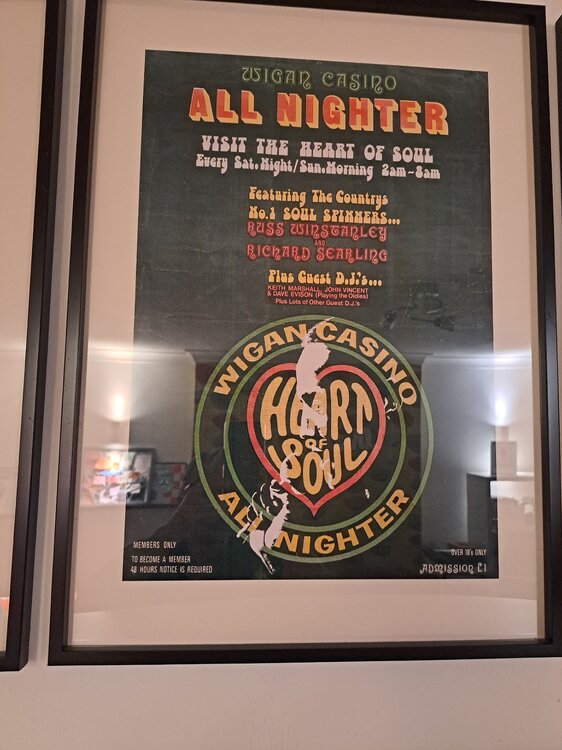 WIGAN CASINO
ALL NIGHTER
VISIT THE HEART OF SOUL
Every Sat. Night/Sun. Morning 2am-8am
Featuring The Countrys
No.1 SOUL SPINNERS...
RUSS WINSTANLEY
AND
RICHARD SEARLING
Plus Guest D.J.'s...
KEITH MARSHALL, JOHN VINCENT
& DAVE EVISON (Playing the Oldies)
Plus Lots of Other Guest D.J.'s
WIGAN CASINO
HEART
OF
SOUL
ALL NIGHTER
MEMBERS ONLY
TO BECOME A MEMBER
48 HOURS NOTICE IS REQUIRED
OVER 18's ONLY
ADMISSION £1